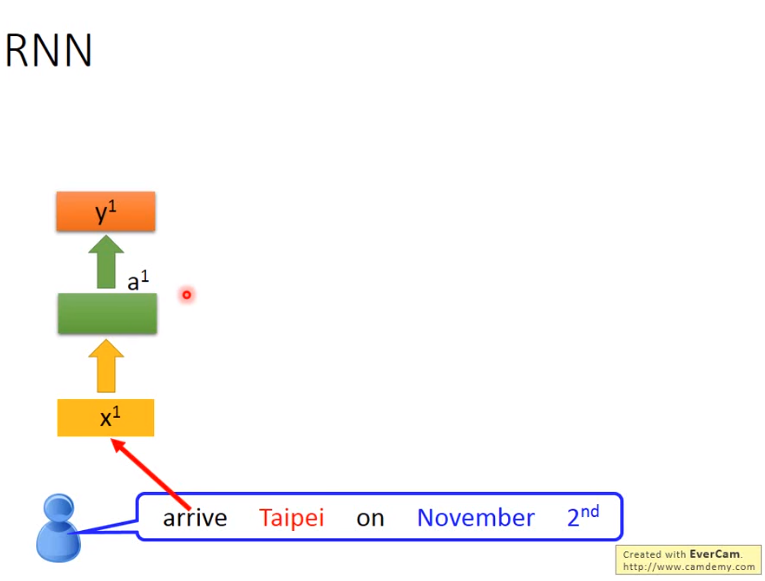 RNN
y¹
a¹
x¹
arrive Taipei on November 2ⁿᵈ
Created with EverCam.
http://www.camdemy.com